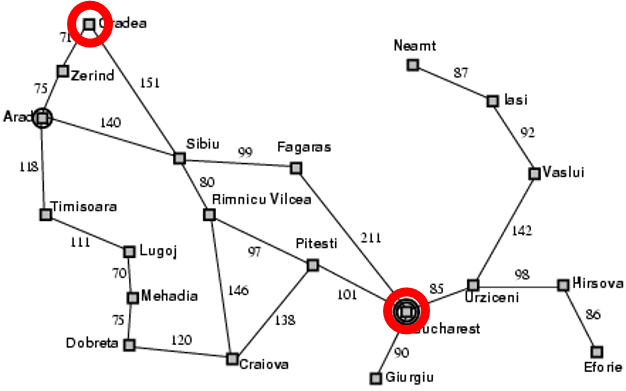 Oradea
71
Neamt
Zerind
87
75
151
Iasi
Arad
140
92
Sibiu
Fagaras
99
118
Vaslui
80
Timisoara
Rimnicu Vilcea
142
111
211
Lugoj
97
Pitesti
70
98
Hirsova
146
101
85
Urziceni
Mehadia
86
75
138
Bucharest
Dobreta
120
90
Craiova
Eforie
Giurgiu